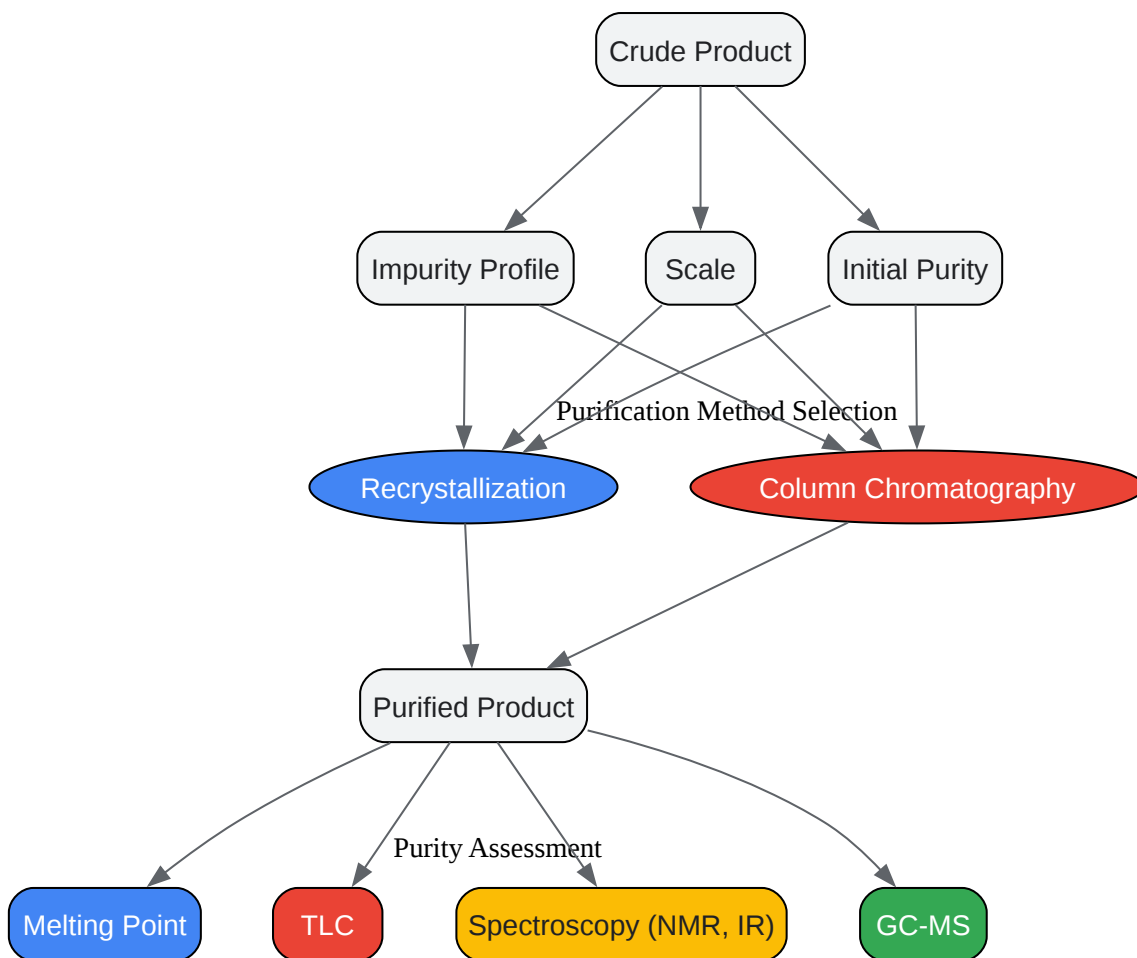 Crude Product
Impurity Profile
Scale
Initial Purity
Purification Method Selection
Recrystallization
Column Chromatography
Purified Product
Purity Assessment
Melting Point
TLC
Spectroscopy (NMR, IR)
GC-MS